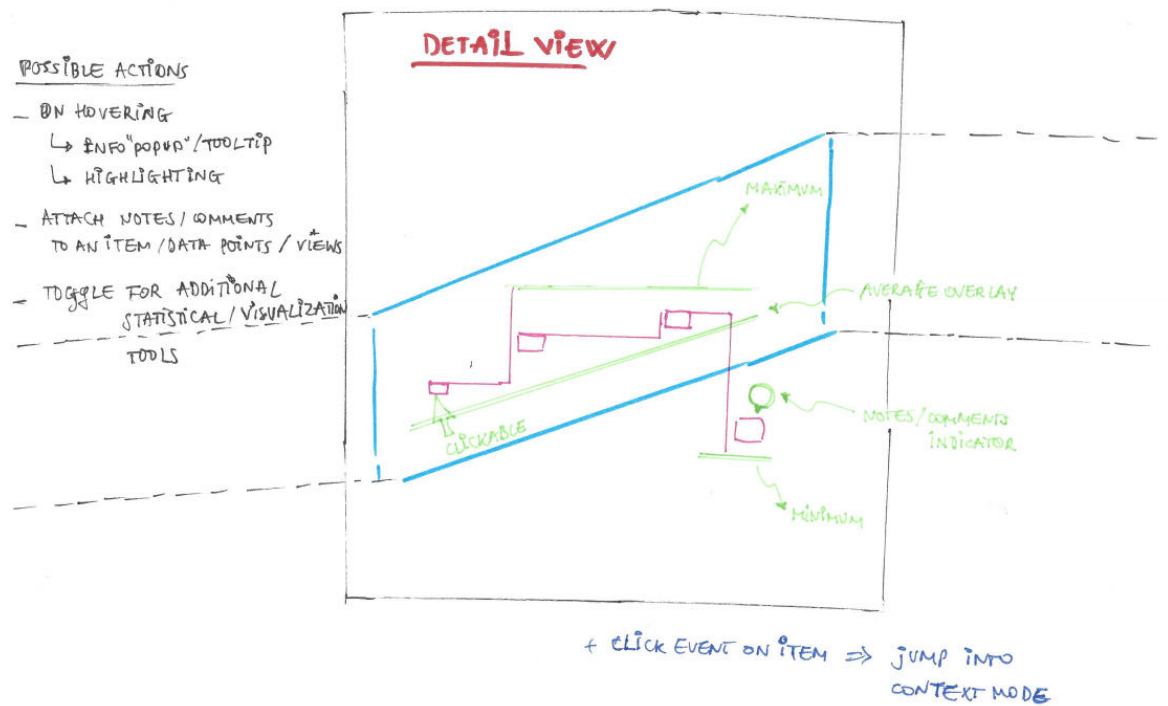 DETAIL VIEW
POSSIBLE ACTIONS
- ON HOVERING
↳ INFO "POPUP"/TOOLTIP
↳ HIGHLIGHTING
- ATTACH NOTES/COMMENTS
TO AN ITEM/DATA POINTS/VIEWS
- TOGGLE FOR ADDITIONAL
STATISTICAL/VISUALIZATION
TOOLS
MAXIMUM
AVERAGE OVERLAY
CLICKABLE
NOTES/COMMENTS
INDICATOR
MINIMUM
+ CLICK EVENT ON ITEM ⇒ JUMP INTO
CONTEXT MODE